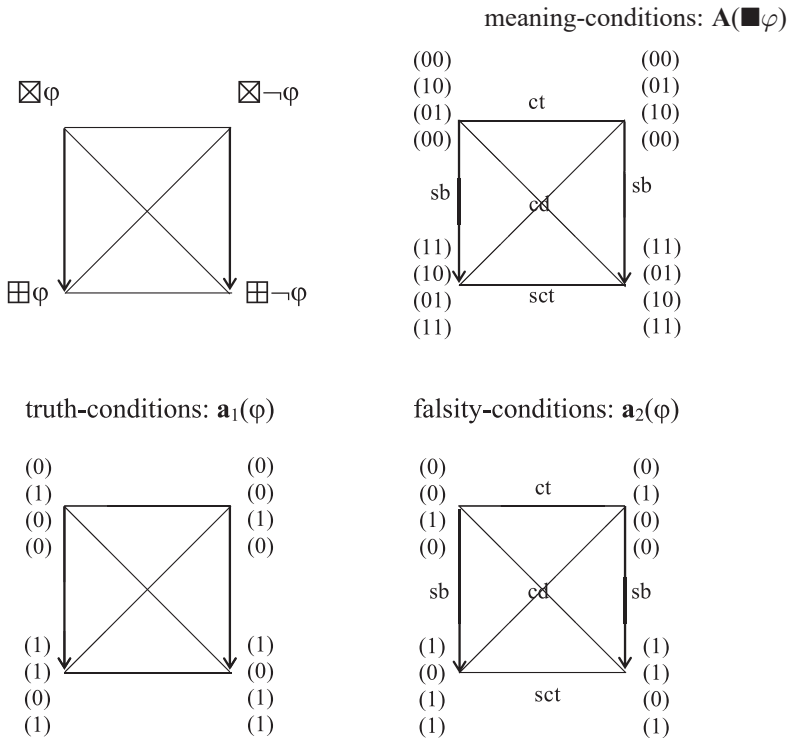 meaning-conditions: A(■φ)
⊠φ ⊠¬φ
(00) (00)
(10) (01)
(01) ct (10)
(00) (00)
sb cd sb
(11) (11)
(10) (01)
(01) sct (10)
(11) (11)
⊞φ ⊞¬φ
truth-conditions: a₁(φ) falsity-conditions: a₂(φ)
(0) (0) (0) (0)
(1) (0) (0) ct (1)
(0) (1) (1) (0)
(0) (0) (0) (0)
sb cd sb
(1) (1) (1) (1)
(1) (0) (0) (1)
(0) (1) (1) sct (0)
(1) (1) (1) (1)